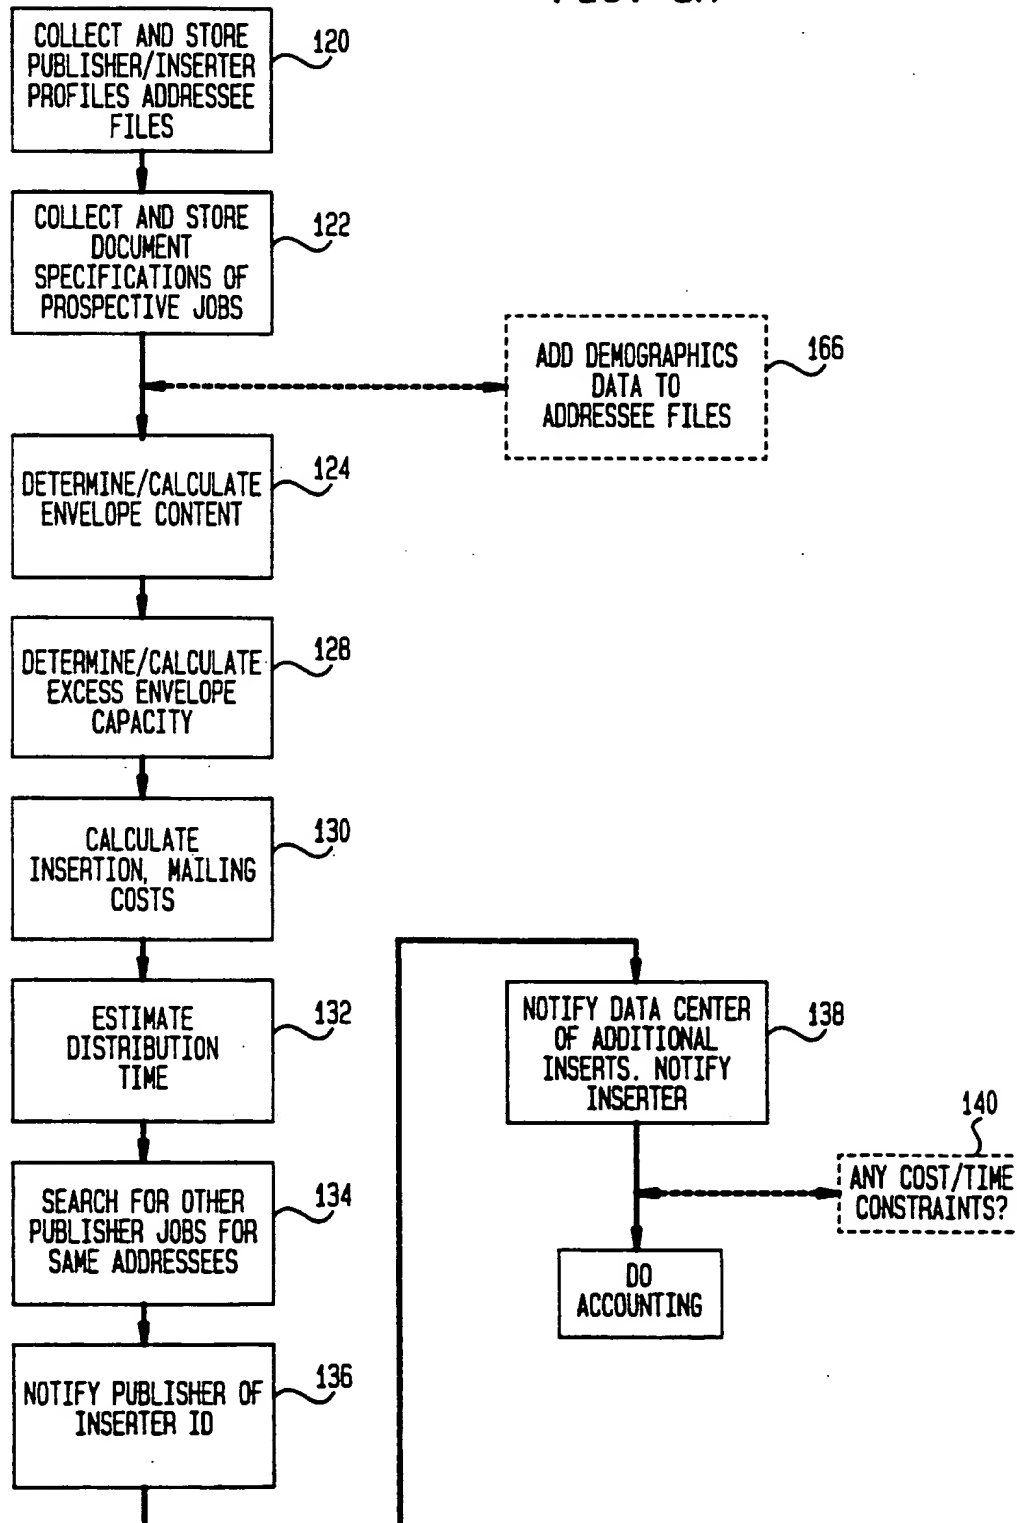 COLLECT AND STORE
PUBLISHER/INSERTER
PROFILES ADDRESSEE
FILES
120
COLLECT AND STORE
DOCUMENT
SPECIFICATIONS OF
PROSPECTIVE JOBS
122
ADD DEMOGRAPHICS
DATA TO
ADDRESSEE FILES
166
DETERMINE/CALCULATE
ENVELOPE CONTENT
124
DETERMINE/CALCULATE
EXCESS ENVELOPE
CAPACITY
128
CALCULATE
INSERTION, MAILING
COSTS
130
ESTIMATE
DISTRIBUTION
TIME
132
SEARCH FOR OTHER
PUBLISHER JOBS FOR
SAME ADDRESSEES
134
NOTIFY PUBLISHER OF
INSERTER ID
136
NOTIFY DATA CENTER
OF ADDITIONAL
INSERTS. NOTIFY
INSERTER
138
140
ANY COST/TIME
CONSTRAINTS?
DO
ACCOUNTING